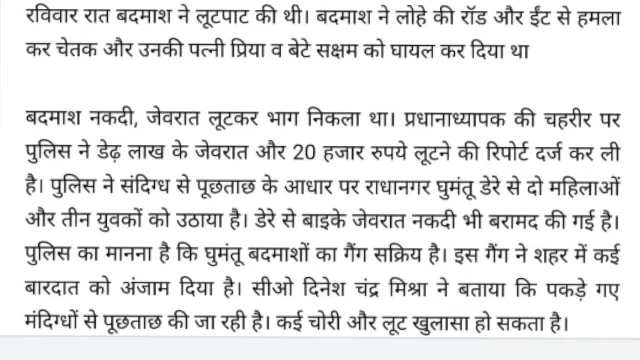 रविवार रात बदमाश ने लूटपाट की थी। बदमाश ने लोहे की रॉड और ईंट से हमला
कर चेतक और उनकी पत्नी प्रिया व बेटे सक्षम को घायल कर दिया था
बदमाश नकदी, जेवरात लूटकर भाग निकला था। प्रधानाध्यापक की चहरीर पर
पुलिस ने डेढ़ लाख के जेवरात और 20 हजार रुपये लूटने की रिपोर्ट दर्ज कर ली
है। पुलिस ने संदिग्ध से पूछताछ के आधार पर राधानगर घुमंतू डेरे से दो महिलाओं
और तीन युवकों को उठाया है। डेरे से बाइके जेवरात नकदी भी बरामद की गई है।
पुलिस का मानना है कि घुमंतू बदमाशों का गैंग सक्रिय है। इस गैंग ने शहर में कई
बारदात को अंजाम दिया है। सीओ दिनेश चंद्र मिश्रा ने बताया कि पकड़े गए
मंदिग्धों से पूछताछ की जा रही है। कई चोरी और लूट खुलासा हो सकता है।